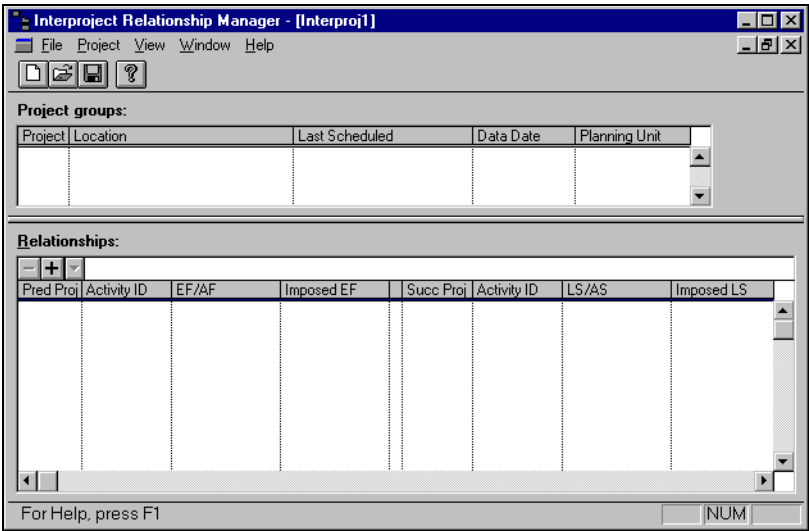 Interproject Relationship Manager - [Interproj1]
File Project View Window Help
Project groups:
Project Location Last Scheduled Data Date Planning Unit
Relationships:
Pred Proj Activity ID EF/AF Imposed EF Succ Proj Activity ID LS/AS Imposed LS
For Help, press F1 NUM